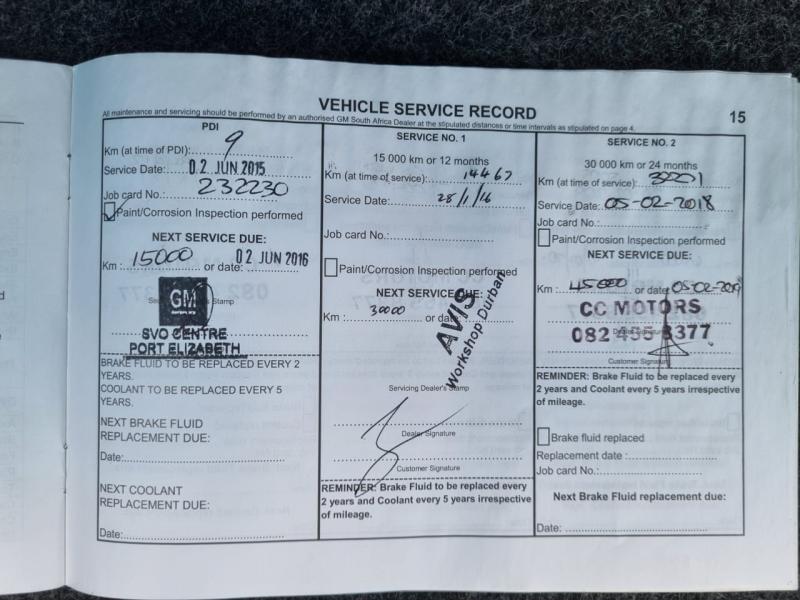 VEHICLE SERVICE RECORD
15
All maintenance and servicing should be performed by an authorised GM South Africa Dealer at the stipulated distances or time intervals as stipulated on page 4.
PDI
Km (at time of PDI): 9
Service Date: 02 JUN 2015
Job card No.: 232230
Paint/Corrosion Inspection performed
NEXT SERVICE DUE:
Km : 15000 or date: 02 JUN 2016
GM
Stamp
SVO CENTRE
PORT ELIZABETH
BRAKE FLUID TO BE REPLACED EVERY 2
YEARS.
COOLANT TO BE REPLACED EVERY 5
YEARS.
NEXT BRAKE FLUID
REPLACEMENT DUE:
Date:
NEXT COOLANT
REPLACEMENT DUE:
Date:
SERVICE NO. 1
15 000 km or 12 months
Km (at time of service): 14467
Service Date: 28/1/16
Job card No.:
Paint/Corrosion Inspection performed
NEXT SERVICE DUE:
Km : 30000 or date:
AVIS
Workshop Durban
Servicing Dealer's Stamp
Dealer Signature
Customer Signature
REMINDER: Brake Fluid to be replaced every
2 years and Coolant every 5 years irrespective
of mileage.
SERVICE NO. 2
30 000 km or 24 months
Km (at time of service): 30201
Service Date: 05-02-2018
Job card No.:
Paint/Corrosion Inspection performed
NEXT SERVICE DUE:
Km : 45000 or date: 05-02-2019
CC MOTORS
082 455 3377
Customer Signature
REMINDER: Brake Fluid to be replaced every
2 years and Coolant every 5 years irrespective
of mileage.
Brake fluid replaced
Replacement date :
Job card No.:
Next Brake Fluid replacement due:
Date: